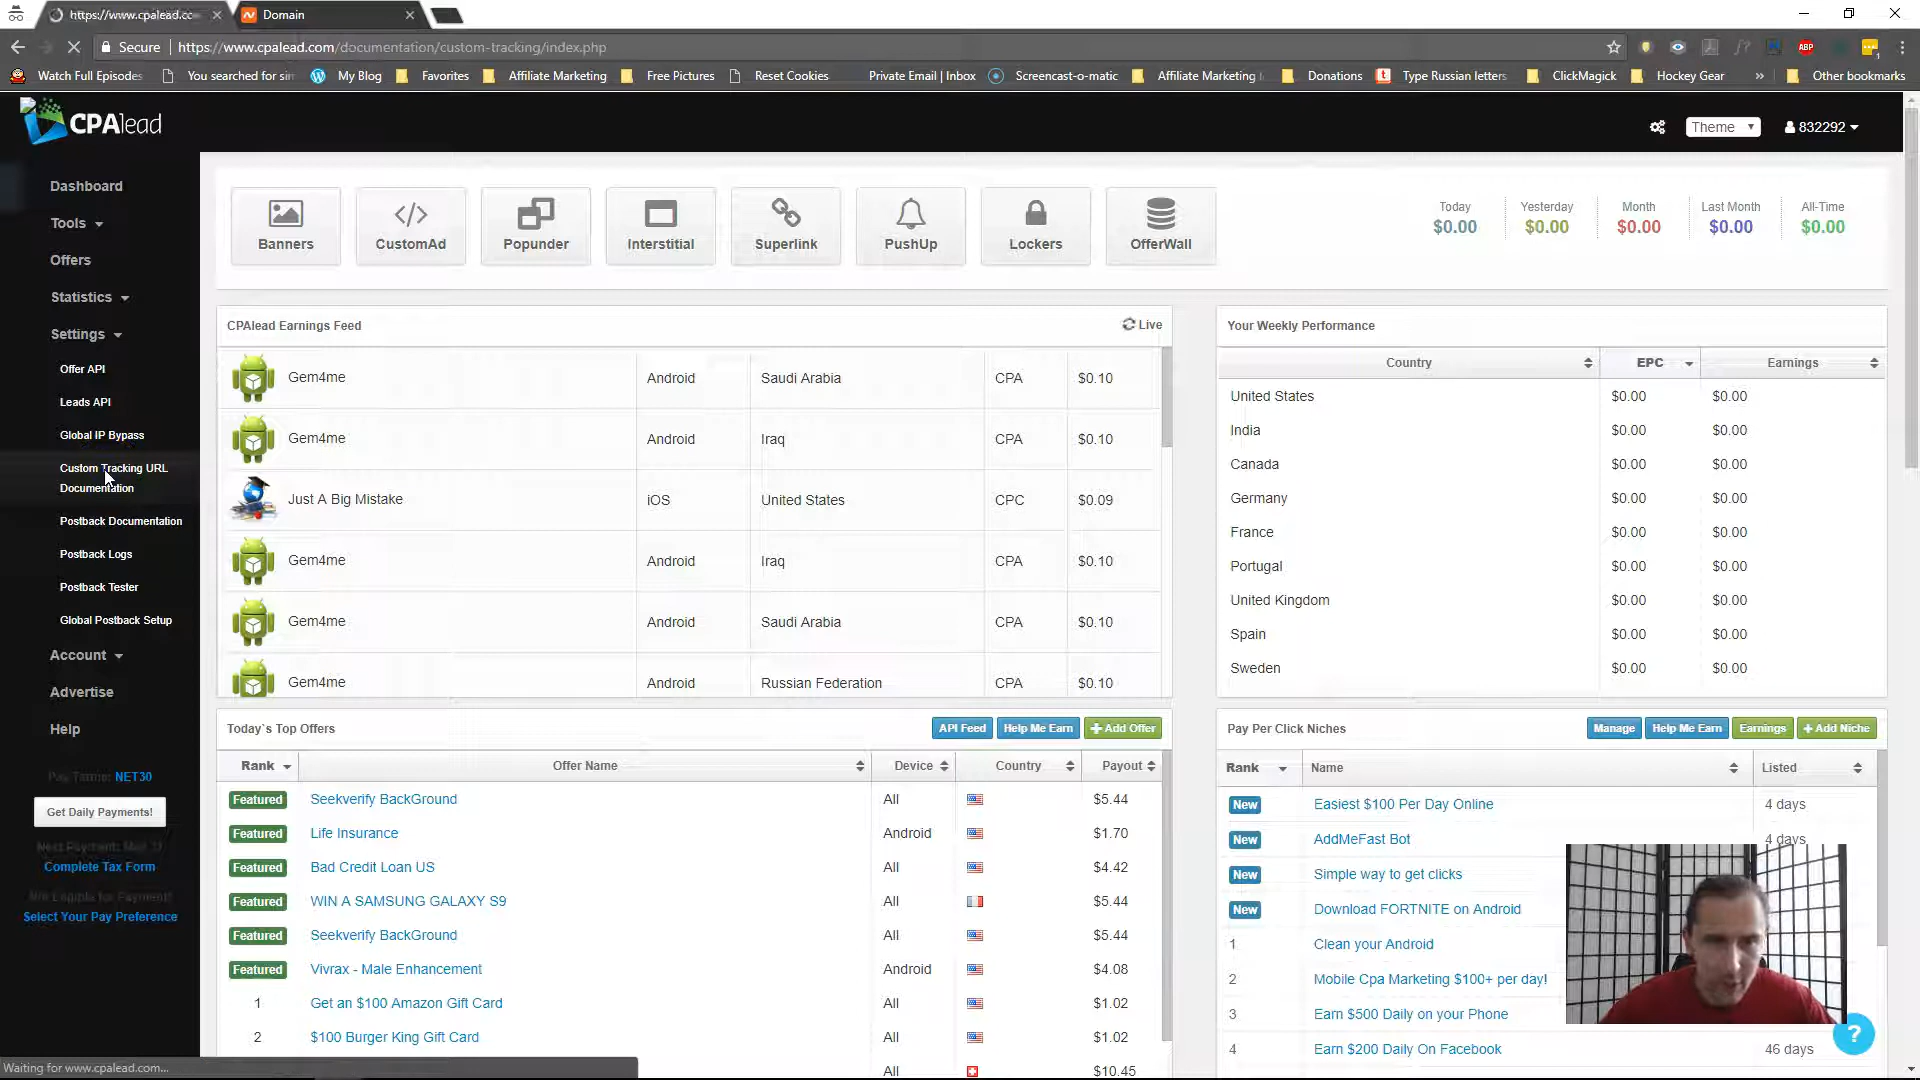 https://www.cpalead.cc
Domain
Secure
https://www.cpalead.com/documentation/custom-tracking/index.php
ABP
Watch Full Episodes
You searched for sin
My Blog
Favorites
Affiliate Marketing
Free Pictures
Reset Cookies
Private Email | Inbox
Screencast-o-matic
Affiliate Marketing
Donations
Type Russian letters
ClickMagick
Hockey Gear
»
Other bookmarks
CPAlead
Theme
832292
Dashboard
Tools
Offers
Statistics
Settings
Offer API
Leads API
Global IP Bypass
Custom Tracking URL
Documentation
Postback Documentation
Postback Logs
Postback Tester
Global Postback Setup
Account
Advertise
Help
Pay Terms: NET30
Get Daily Payments!
Complete Tax Form
Not Eligible for Payment!
Select Your Pay Preference
Banners
CustomAd
Popunder
Interstitial
Superlink
PushUp
Lockers
OfferWall
Today
$0.00
Yesterday
$0.00
Month
$0.00
Last Month
$0.00
All-Time
$0.00
CPAlead Earnings Feed
Live
Gem4me Android Saudi Arabia CPA $0.10
Gem4me Android Iraq CPA $0.10
Just A Big Mistake iOS United States CPC $0.09
Gem4me Android Iraq CPA $0.10
Gem4me Android Saudi Arabia CPA $0.10
Gem4me Android Russian Federation CPA $0.10
Your Weekly Performance
Country EPC Earnings
United States $0.00 $0.00
India $0.00 $0.00
Canada $0.00 $0.00
Germany $0.00 $0.00
France $0.00 $0.00
Portugal $0.00 $0.00
United Kingdom $0.00 $0.00
Spain $0.00 $0.00
Sweden $0.00 $0.00
Today`s Top Offers
API Feed
Help Me Earn
Add Offer
Rank Offer Name Device Country Payout
Featured Seekverify BackGround All $5.44
Featured Life Insurance Android $1.70
Featured Bad Credit Loan US All $4.42
Featured WIN A SAMSUNG GALAXY S9 All $5.44
Featured Seekverify BackGround All $5.44
Featured Vivrax - Male Enhancement Android $4.08
1 Get an $100 Amazon Gift Card All $1.02
2 $100 Burger King Gift Card All $1.02
All $10.45
Pay Per Click Niches
Manage
Help Me Earn
Earnings
Add Niche
Rank Name Listed
New Easiest $100 Per Day Online 4 days
New AddMeFast Bot 4 days
New Simple way to get clicks
New Download FORTNITE on Android
1 Clean your Android
2 Mobile Cpa Marketing $100+ per day!
3 Earn $500 Daily on your Phone
4 Earn $200 Daily On Facebook 46 days
?
Waiting for www.cpalead.com...